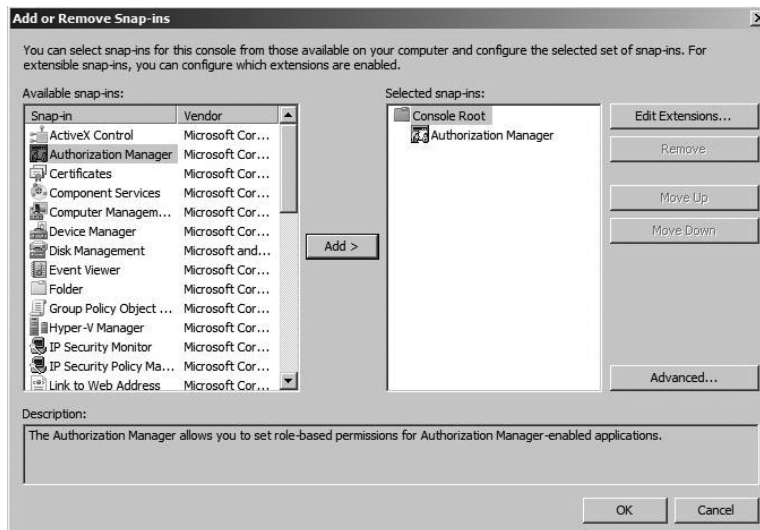 Add or Remove Snap-ins
You can select snap-ins for this console from those available on your computer and configure the selected set of snap-ins. For
extensible snap-ins, you can configure which extensions are enabled.
Available snap-ins:
Snap-in Vendor
ActiveX Control Microsoft Cor...
Authorization Manager Microsoft Cor...
Certificates Microsoft Cor...
Component Services Microsoft Cor...
Computer Managem... Microsoft Cor...
Device Manager Microsoft Cor...
Disk Management Microsoft and...
Event Viewer Microsoft Cor...
Folder Microsoft Cor...
Group Policy Object ... Microsoft Cor...
Hyper-V Manager Microsoft Cor...
IP Security Monitor Microsoft Cor...
IP Security Policy Ma... Microsoft Cor...
Link to Web Address Microsoft Cor...
Add >
Selected snap-ins:
Console Root
Authorization Manager
Edit Extensions...
Remove
Move Up
Move Down
Advanced...
Description:
The Authorization Manager allows you to set role-based permissions for Authorization Manager-enabled applications.
OK Cancel